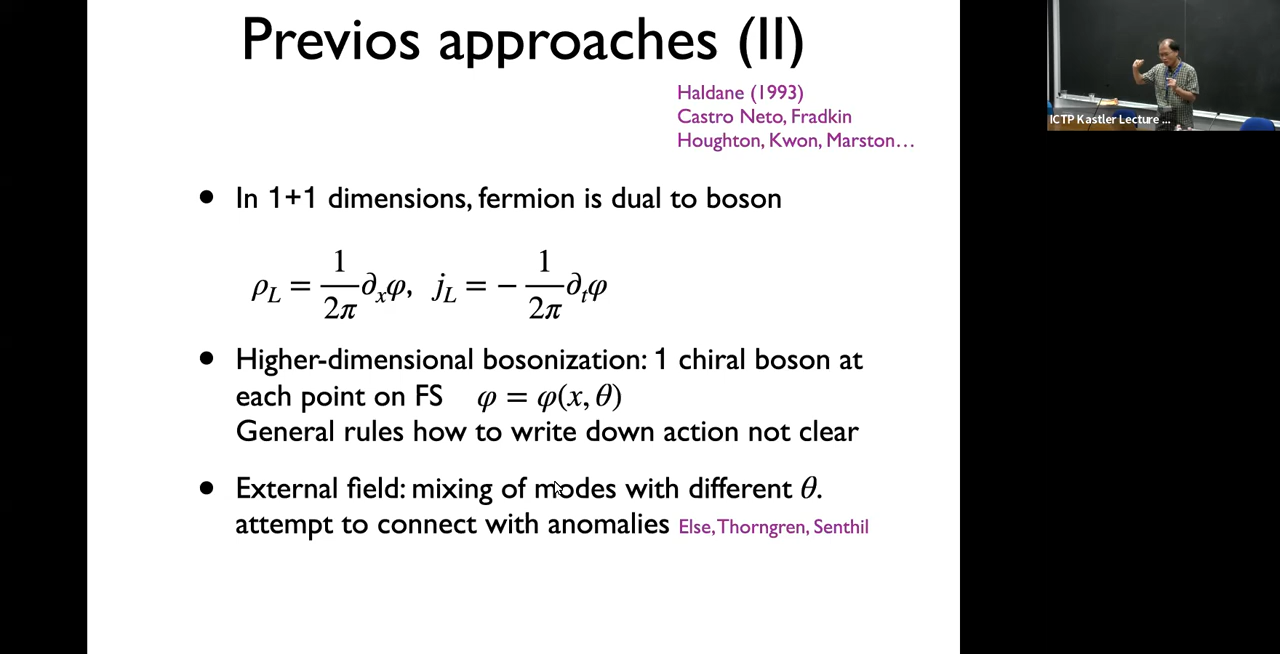 Previos approaches (II)
Haldane (1993)
Castro Neto, Fradkin
Houghton, Kwon, Marston…
ICTP Kastler Lecture ...
• In 1+1 dimensions, fermion is dual to boson
ρ_L = 1/2π ∂_xφ, j_L = − 1/2π ∂_tφ
• Higher-dimensional bosonization: 1 chiral boson at
each point on FS φ = φ(x, θ)
General rules how to write down action not clear
• External field: mixing of modes with different θ.
attempt to connect with anomalies Else, Thorngren, Senthil